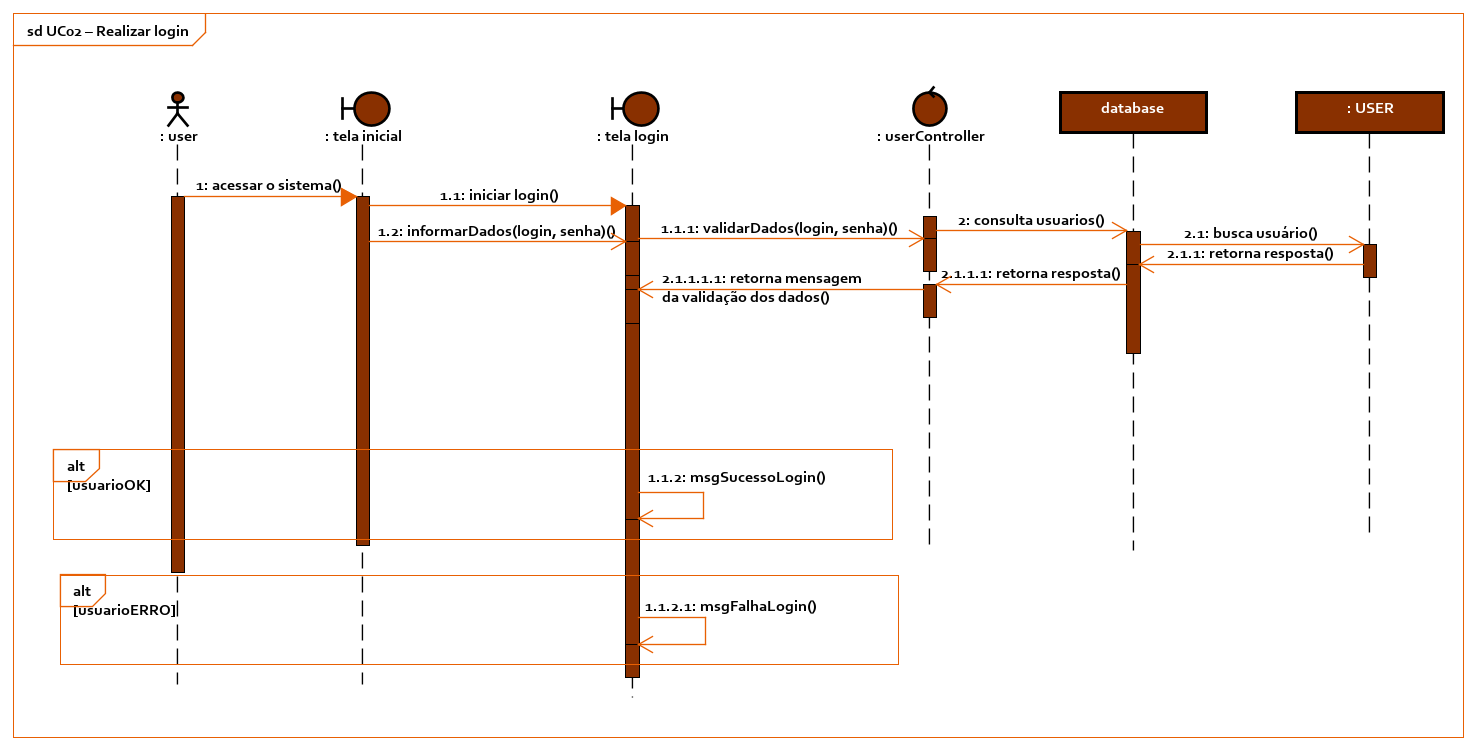 sd UC02 – Realizar login
: user
: tela inicial
: tela login
: userController
database
: USER
1: acessar o sistema()
1.1: iniciar login()
1.2: informarDados(login, senha)()
1.1.1: validarDados(login, senha)()
2: consulta usuarios()
2.1: busca usuário()
2.1.1: retorna resposta()
2.1.1.1: retorna resposta()
2.1.1.1.1: retorna mensagem
da validação dos dados()
alt
[usuarioOK]
1.1.2: msgSucessoLogin()
alt
[usuarioERRO]
1.1.2.1: msgFalhaLogin()